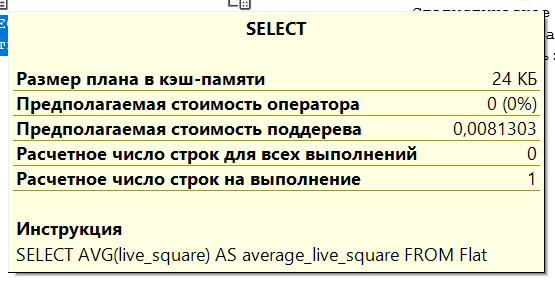 Статистическое
SELECT
Размер плана в кэш-памяти 24 КБ
Предполагаемая стоимость оператора 0 (0%)
Предполагаемая стоимость поддерева 0,0081303
Расчетное число строк для всех выполнений 0
Расчетное число строк на выполнение 1
Инструкция
SELECT AVG(live_square) AS average_live_square FROM Flat